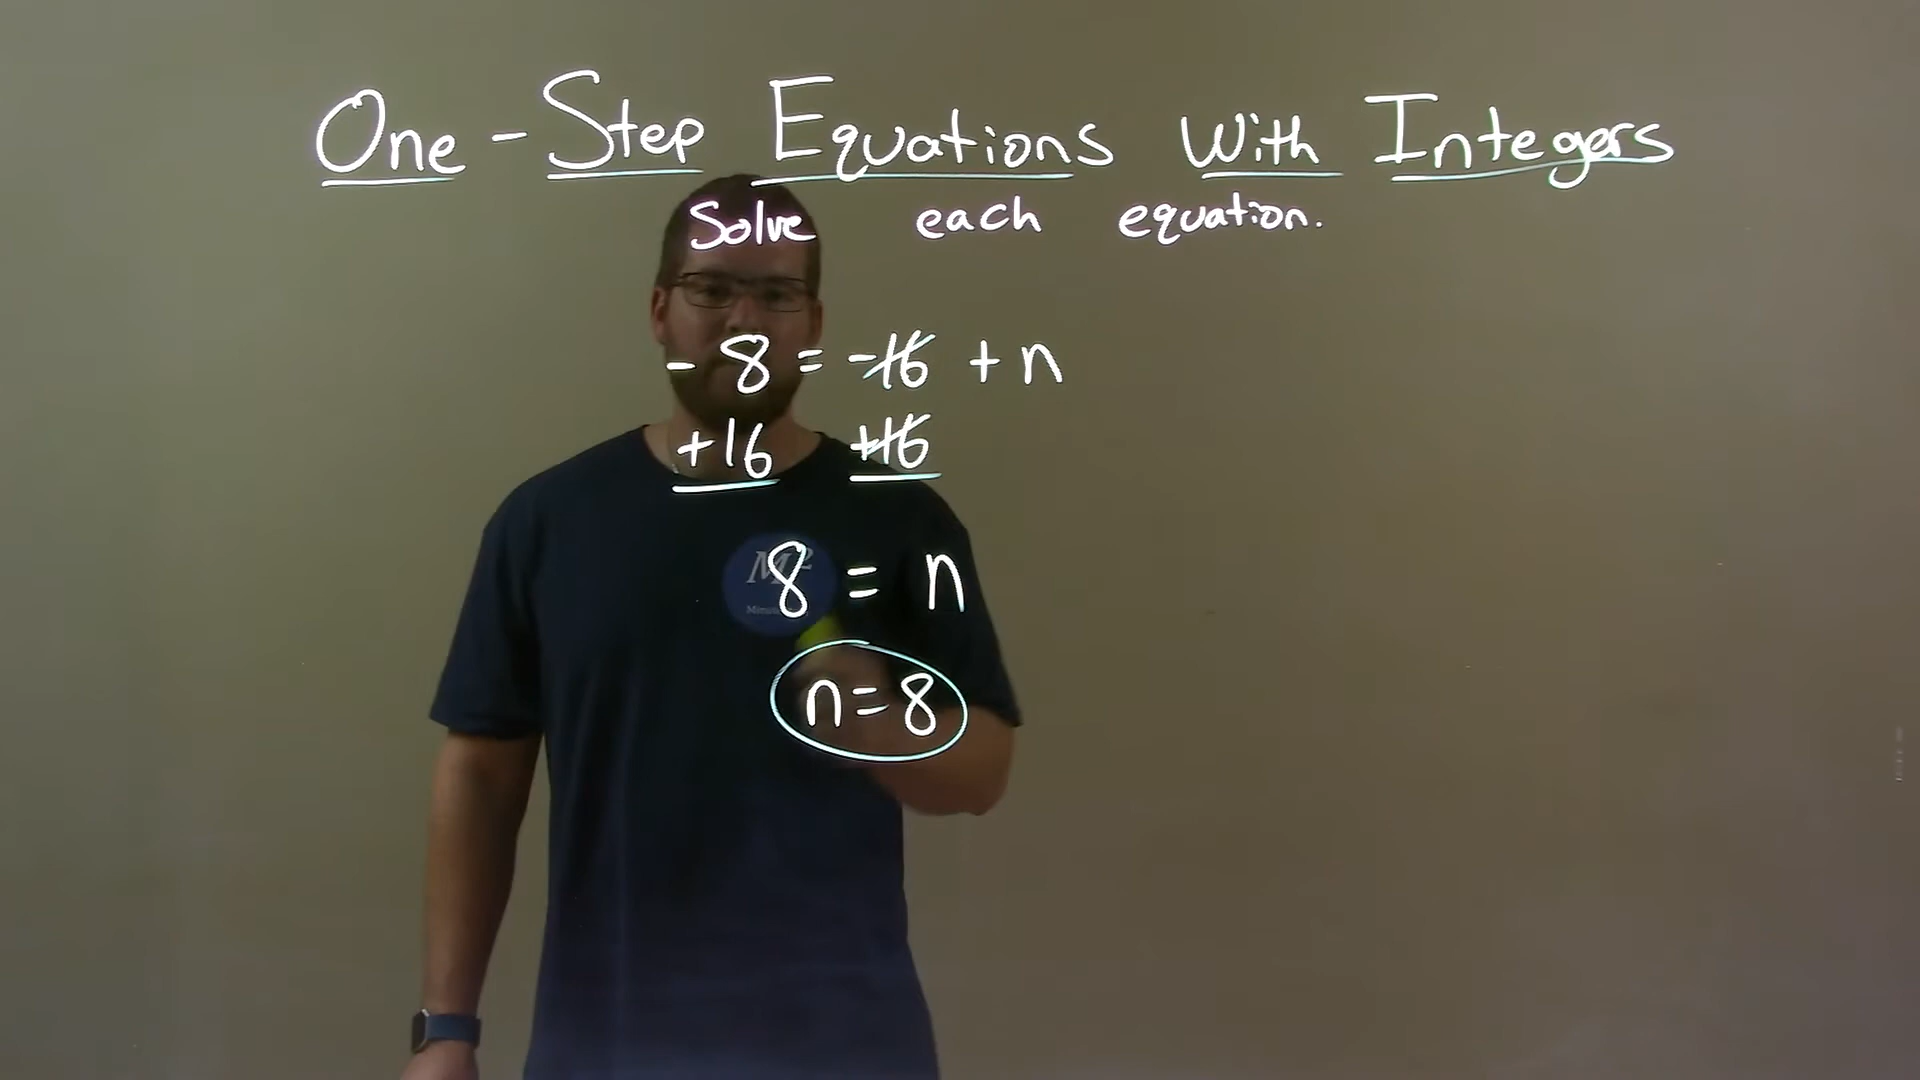 One-Step Equations With Integers
Solve each equation.
- 8 = -16 + n
+16 +16
8 = n
n=8